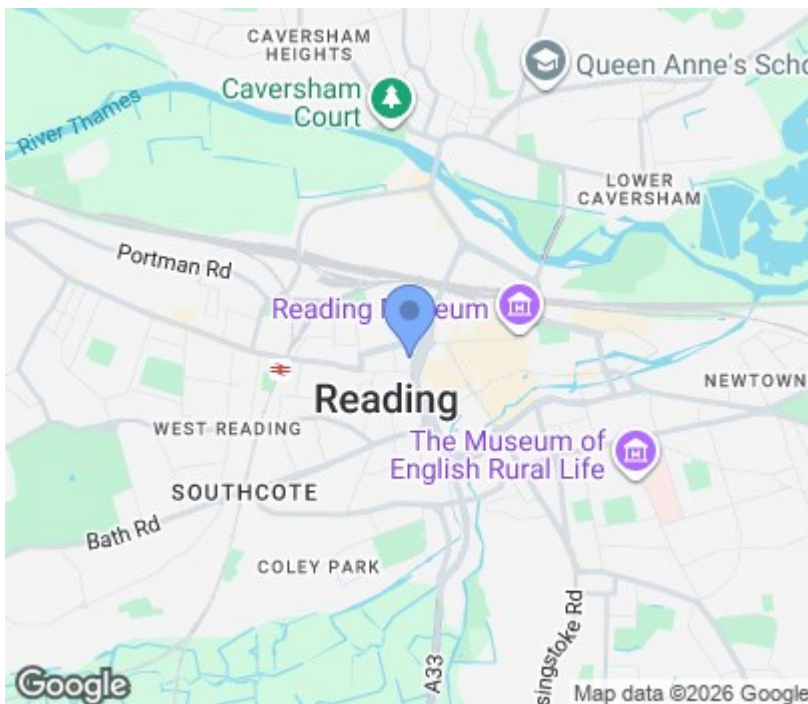 CAVERSHAM
HEIGHTS
Queen Anne's Scho
Caversham
Court
River Thames
LOWER
CAVERSHAM
Portman Rd
Reading M eum
Reading
NEWTOWN
WEST READING
The Museum of
English Rural Life
SOUTHCOTE
Bath Rd
COLEY PARK
A33
singstoke Rd
Google
Map data ©2026 Google